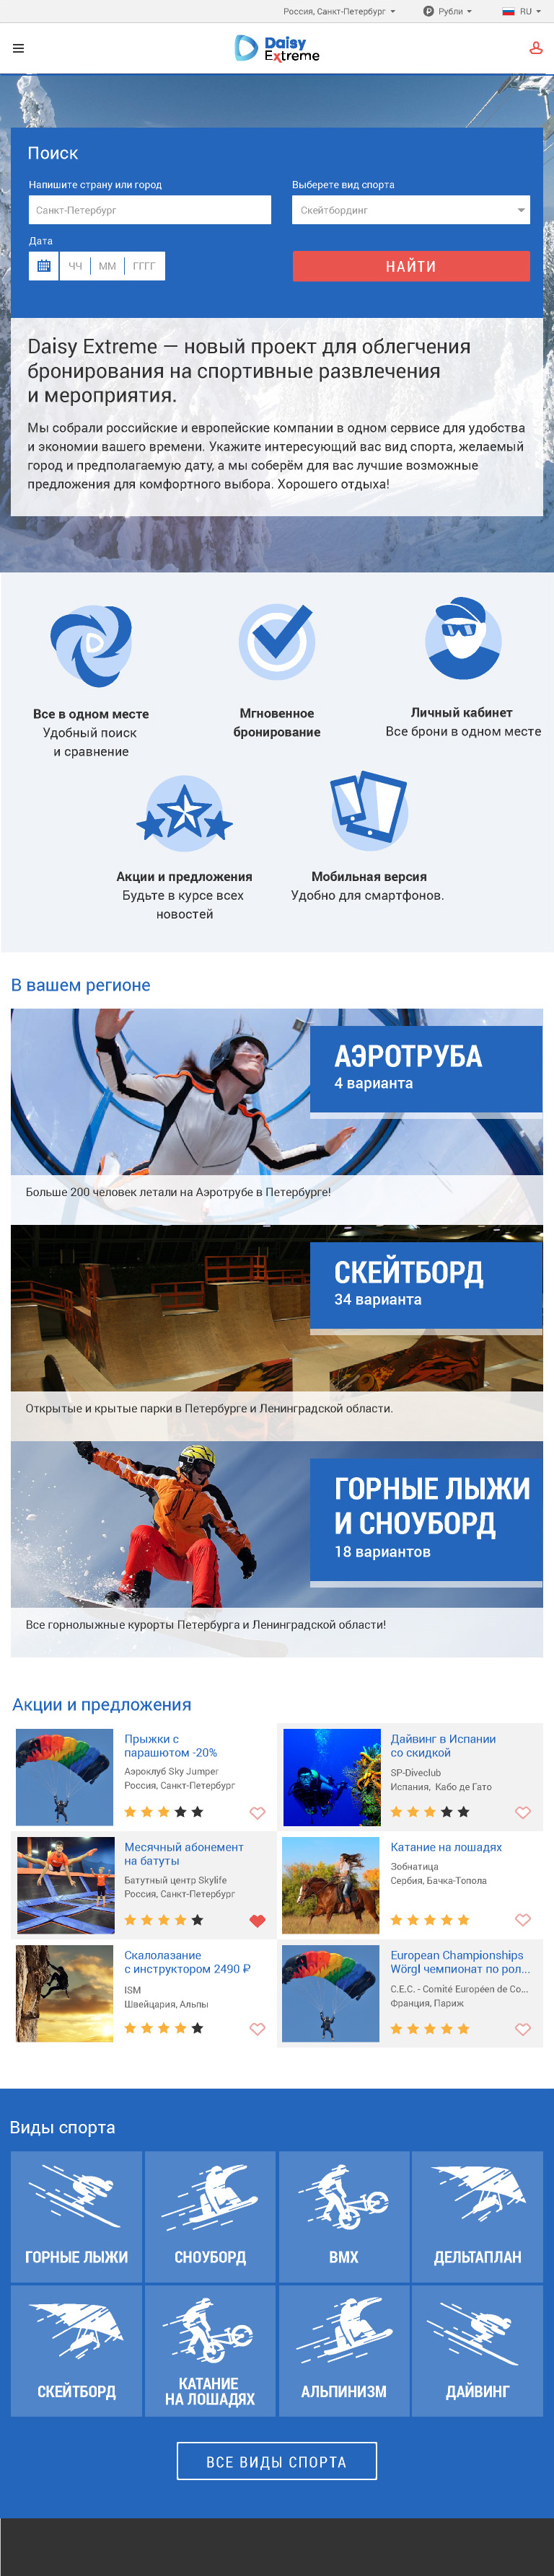 Россия, Санкт-Петербург
Рубли
RU
Daisy
Extreme
Поиск
Напишите страну или город
Выберете вид спорта
Санкт-Петербург
Скейтбординг
Дата
ЧЧ
ММ
ГГГГ
НАЙТИ
Daisy Extreme — новый проект для облегчения
бронирования на спортивные развлечения
и мероприятия.
Мы собрали российские и европейские компании в одном сервисе для удобства
и экономии вашего времени. Укажите интересующий вас вид спорта, желаемый
город и предполагаемую дату, а мы соберём для вас лучшие возможные
предложения для комфортного выбора. Хорошего отдыха!
Все в одном месте
Удобный поиск
и сравнение
Мгновенное
бронирование
Личный кабинет
Все брони в одном месте
Акции и предложения
Будьте в курсе всех
новостей
Мобильная версия
Удобно для смартфонов.
В вашем регионе
АЭРОТРУБА
4 варианта
Больше 200 человек летали на Аэротрубе в Петербурге!
СКЕЙТБОРД
34 варианта
Открытые и крытые парки в Петербурге и Ленинградской области.
ГОРНЫЕ ЛЫЖИ
И СНОУБОРД
18 вариантов
Все горнолыжные курорты Петербурга и Ленинградской области!
Акции и предложения
Прыжки с
парашютом -20%
Аэроклуб Sky Jumper
Россия, Санкт-Петербург
Дайвинг в Испании
со скидкой
SP-Diveclub
Испания, Кабо де Гато
Месячный абонемент
на батуты
Батутный центр Skylife
Россия, Санкт-Петербург
Катание на лошадях
Зобнатица
Сербия, Бачка-Топола
Скалолазание
с инструктором 2490 ₽
ISM
Швейцария, Альпы
European Championships
Wörgl чемпионат по рол...
C.E.C. - Comité Européen de Co...
Франция, Париж
Виды спорта
ГОРНЫЕ ЛЫЖИ
СНОУБОРД
BMX
ДЕЛЬТАПЛАН
СКЕЙТБОРД
КАТАНИЕ
НА ЛОШАДЯХ
АЛЬПИНИЗМ
ДАЙВИНГ
ВСЕ ВИДЫ СПОРТА